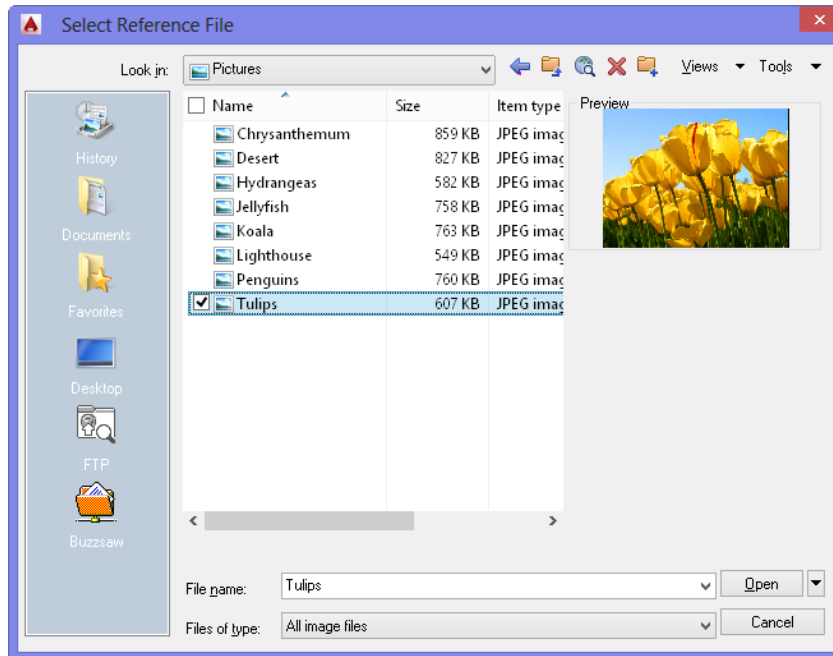 Select Reference File
Look in: Pictures Views Tools
Name Size Item type Preview
Chrysanthemum 859 KB JPEG imag
Desert 827 KB JPEG imag
Hydrangeas 582 KB JPEG imag
Jellyfish 758 KB JPEG imag
Koala 763 KB JPEG imag
Lighthouse 549 KB JPEG imag
Penguins 760 KB JPEG imag
Tulips 607 KB JPEG imag
History
Documents
Favorites
Desktop
FTP
Buzzsaw
File name: Tulips Open
Files of type: All image files Cancel